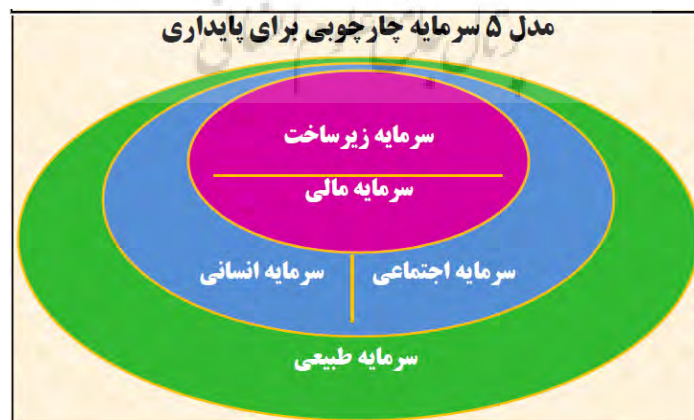 مدل ۵ سرمایه چارچوبی برای پایداری
سرمایه زیرساخت
سرمایه مالی
سرمایه اجتماعی
سرمایه انسانی
سرمایه طبیعی